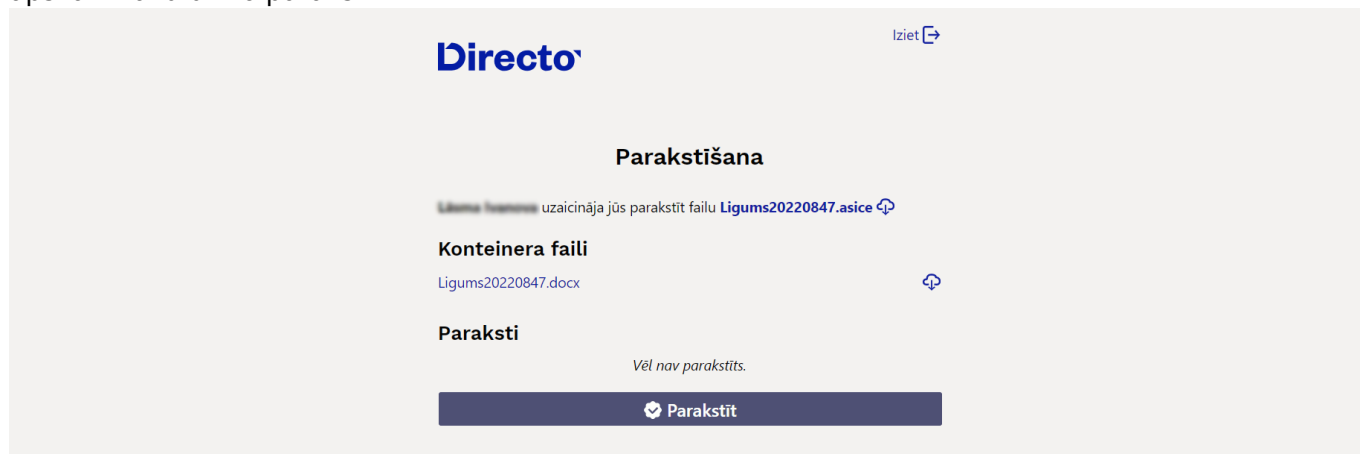 Iziet
Directo
Parakstīšana
uzaicināja jūs parakstīt failu Ligums20220847.asice
Konteinera faili
Ligums20220847.docx
Paraksti
Vēl nav parakstīts.
Parakstīt